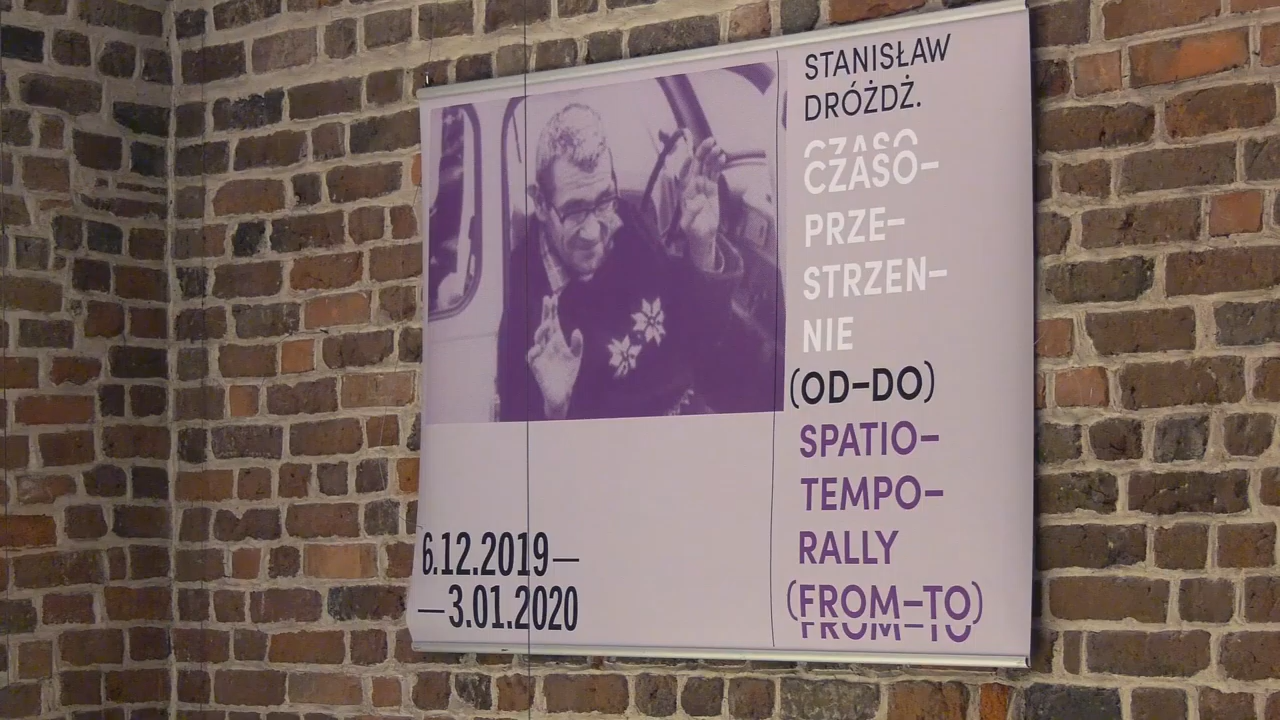 STANISŁAW
DRÓŻDŻ.
CZASO
CZASO–
PRZE–
STRZEN–
NIE
(OD–DO)
SPATIO–
TEMPO–
RALLY
(FROM–TO)
FROM–TO
6.12.2019—
—3.01.2020